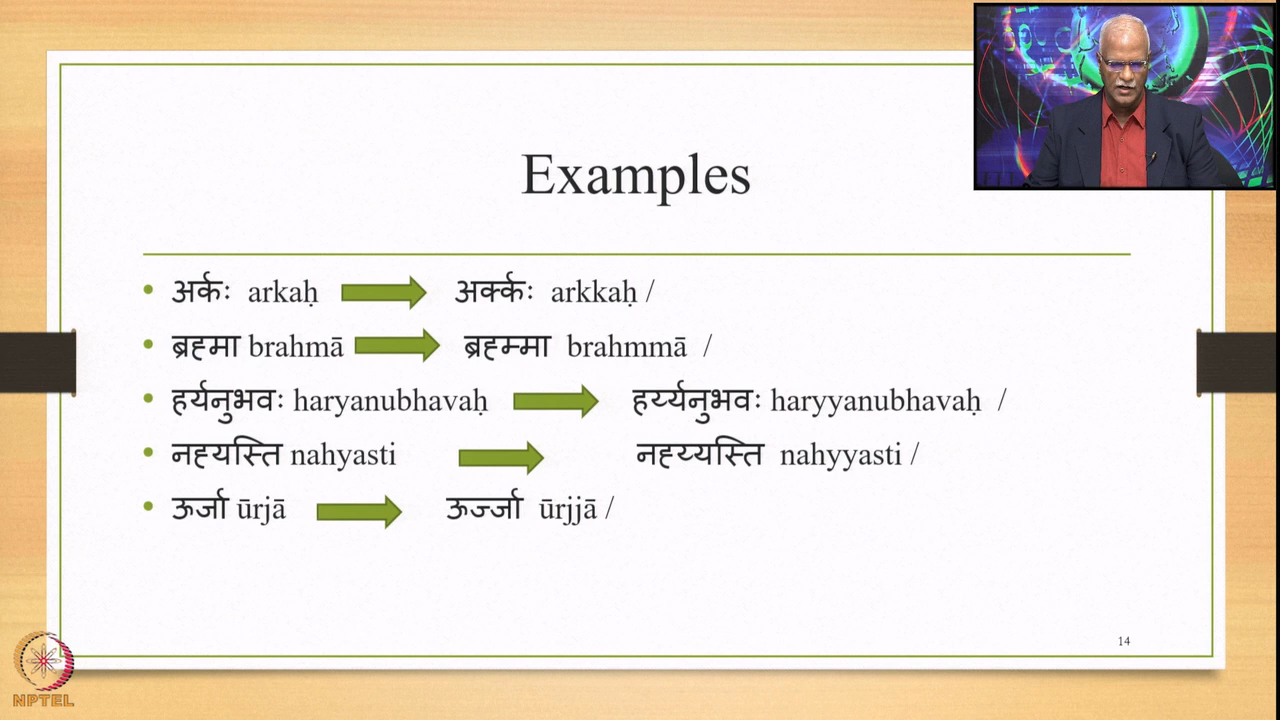 Examples
• अर्कः arkaḥ अर्क्कः arkkaḥ /
• ब्रह्मा brahmā ब्रह्म्मा brahmmā /
• हर्यनुभवः haryanubhavaḥ हर्य्यनुभवः haryyanubhavaḥ /
• नह्यस्ति nahyasti नह्य्यस्ति nahyyasti /
• ऊर्जा ūrjā ऊर्ज्जा ūrjjā /
14
NPTEL